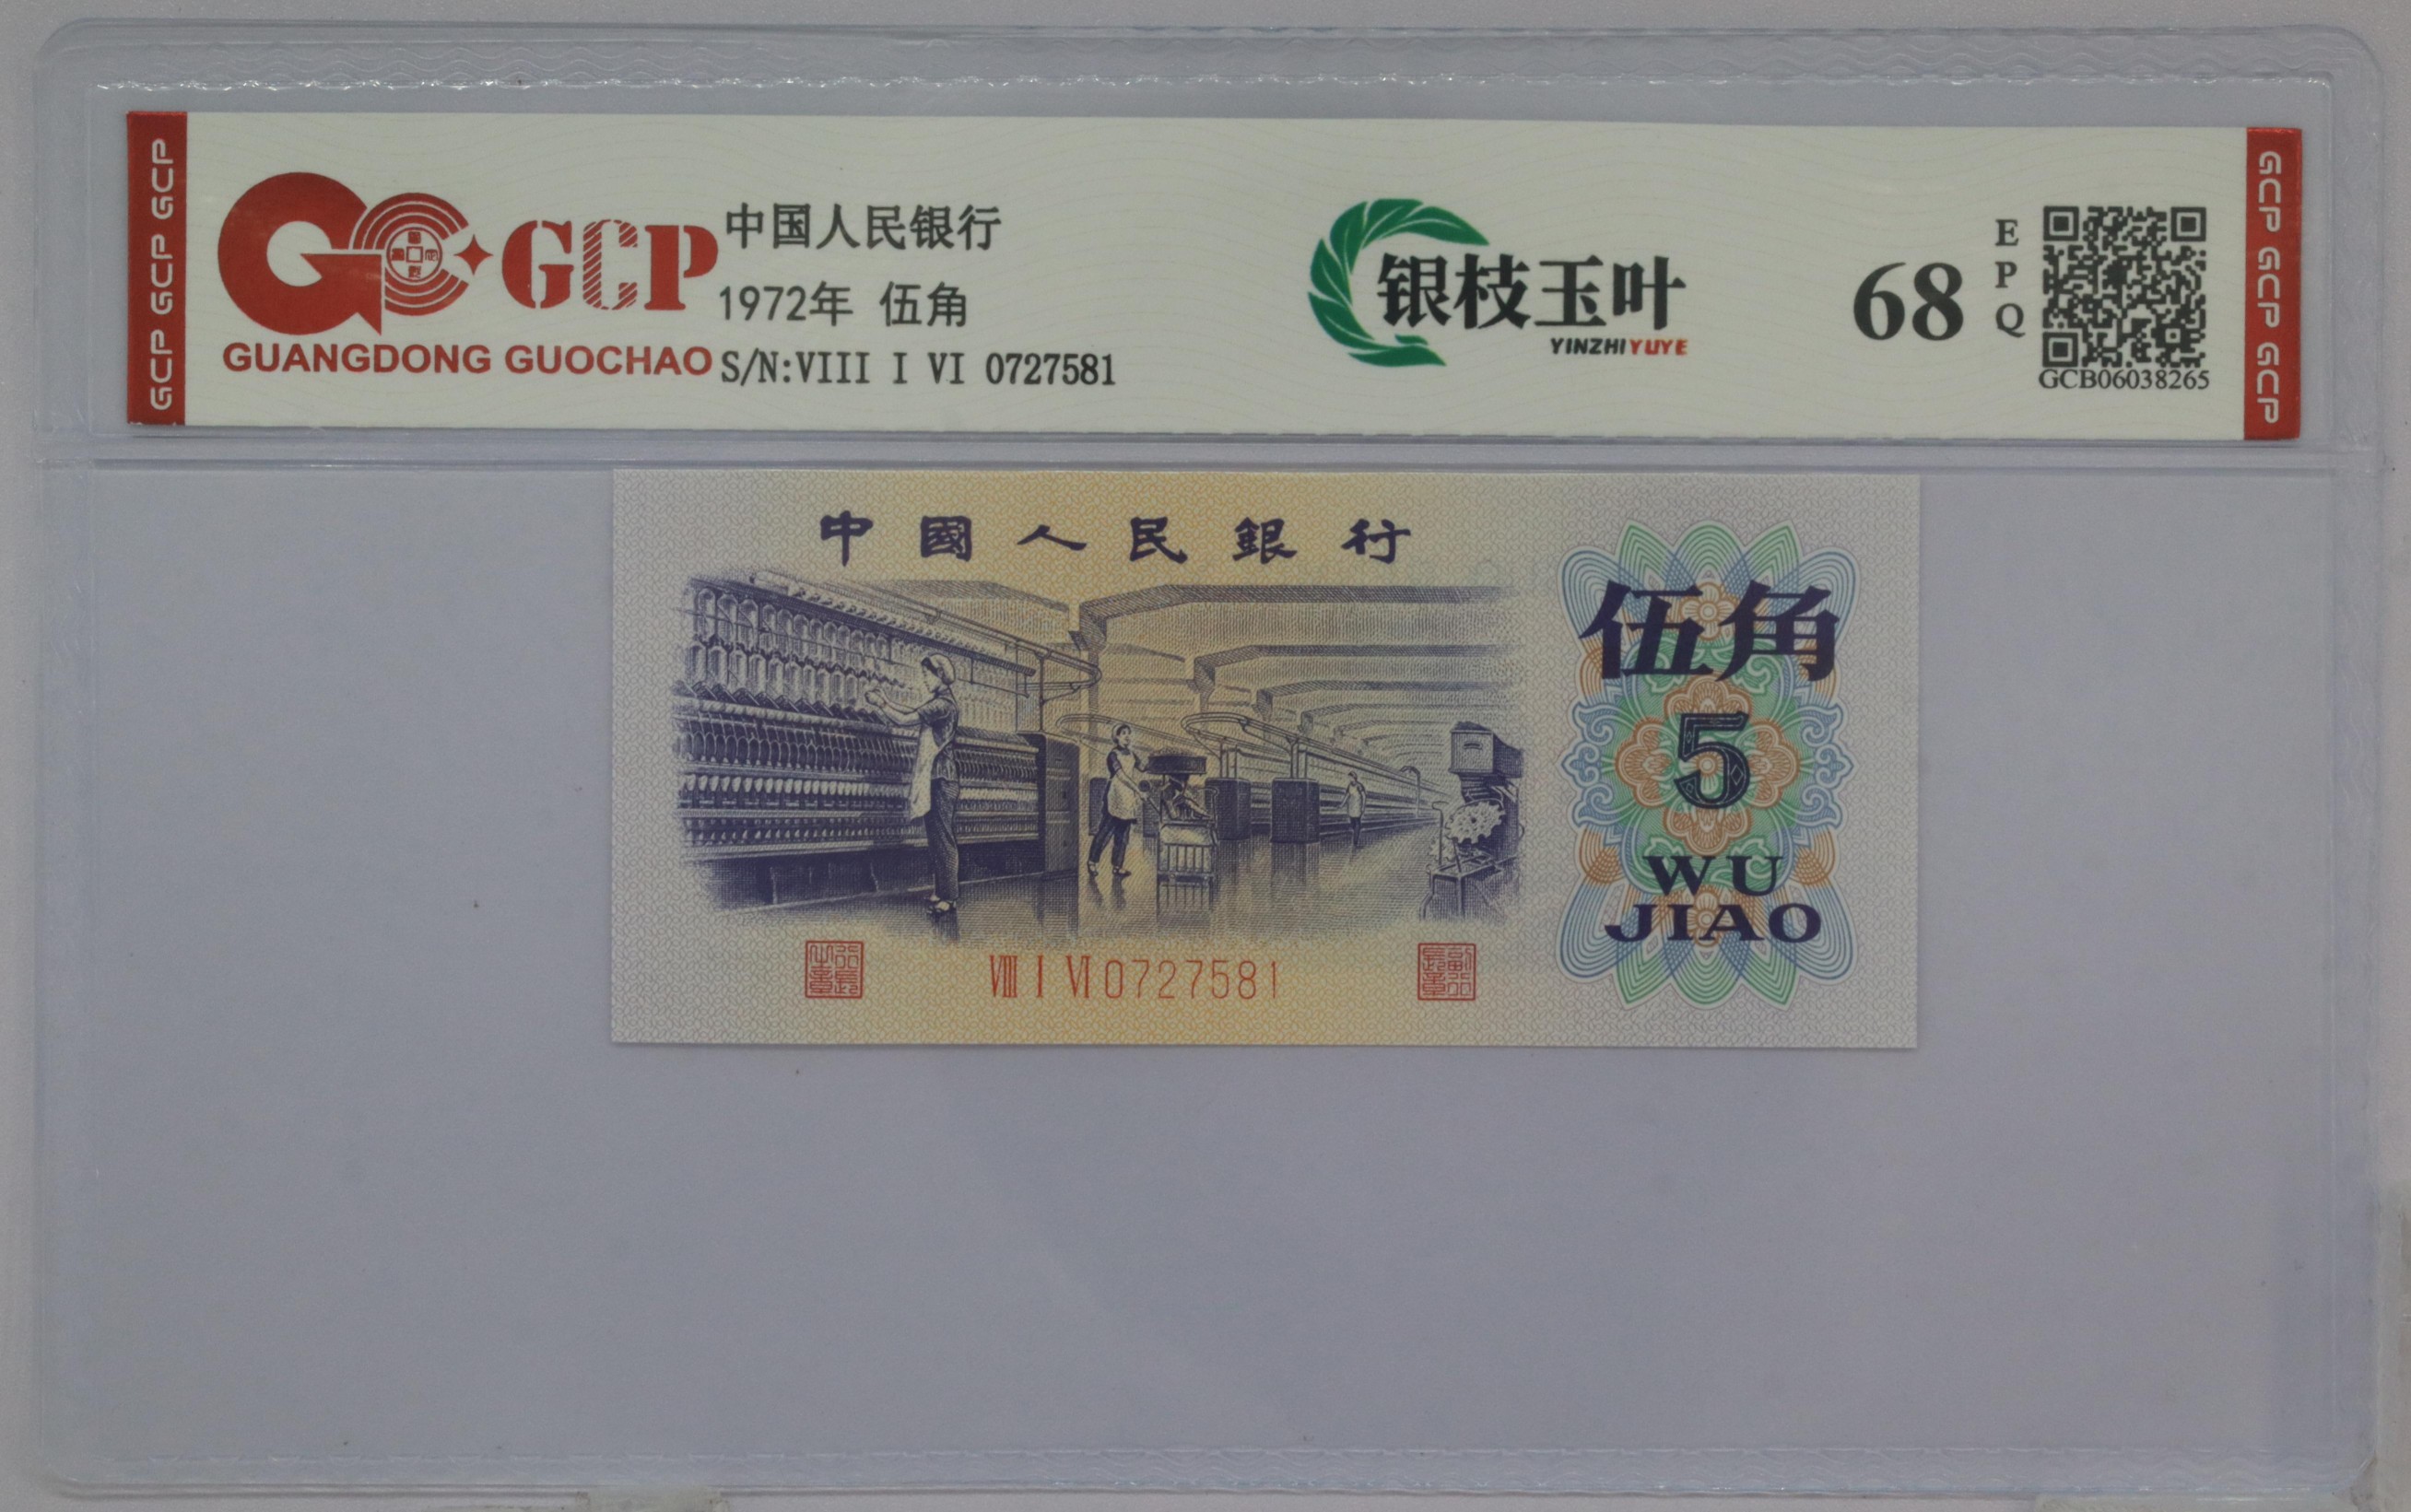 GCP GCP GCP
GCP
中国人民银行
1972年 伍角
GUANGDONG GUOCHAO
S/N:VIII I VI 0727581
银枝玉叶
YINZHIYUYE
68
EPQ
GCB06038265
GCP GCP GCP
中國人民銀行
伍角
5
WU
JIAO
VIII I VI 0727581